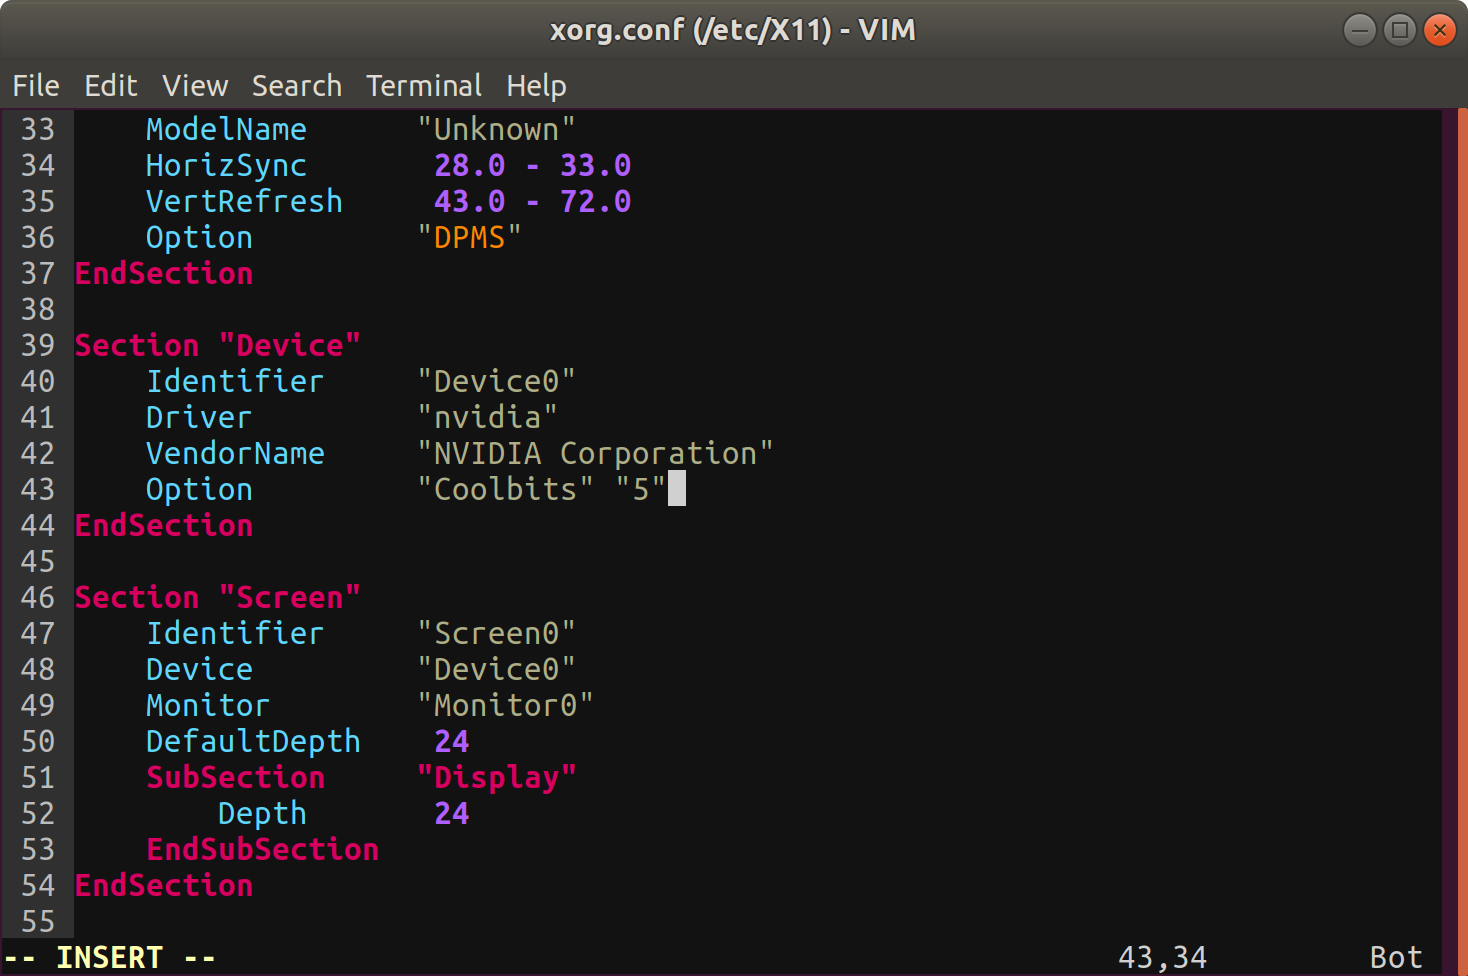 xorg.conf (/etc/X11) - VIM
File Edit View Search Terminal Help
33     ModelName      "Unknown"
34     HorizSync       28.0 - 33.0
35     VertRefresh     43.0 - 72.0
36     Option         "DPMS"
37 EndSection
38
39 Section "Device"
40     Identifier     "Device0"
41     Driver         "nvidia"
42     VendorName     "NVIDIA Corporation"
43     Option         "Coolbits" "5"
44 EndSection
45
46 Section "Screen"
47     Identifier     "Screen0"
48     Device         "Device0"
49     Monitor        "Monitor0"
50     DefaultDepth    24
51     SubSection     "Display"
52         Depth       24
53     EndSubSection
54 EndSection
55
-- INSERT -- 43,34 Bot